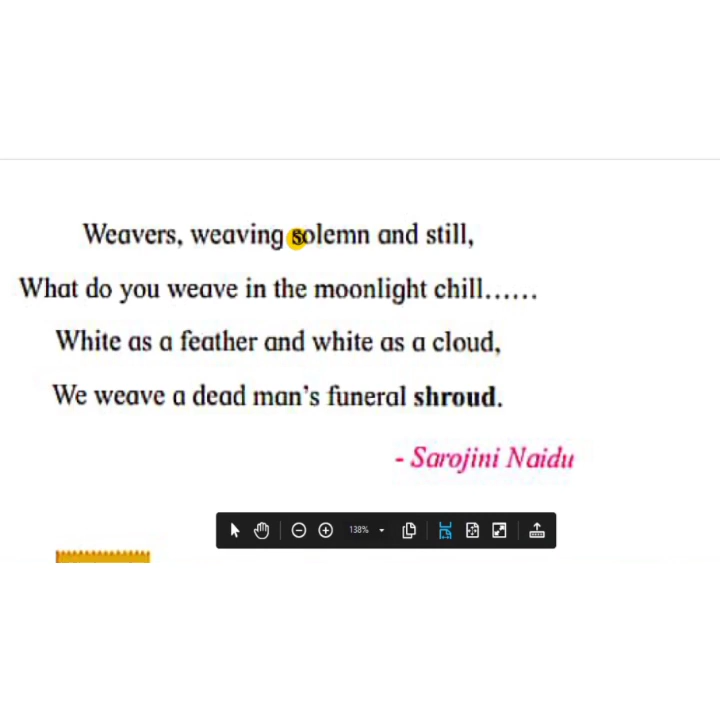 Weavers, weaving solemn and still,
What do you weave in the moonlight chill......
White as a feather and white as a cloud,
We weave a dead man's funeral shroud.
- Sarojini Naidu
138%